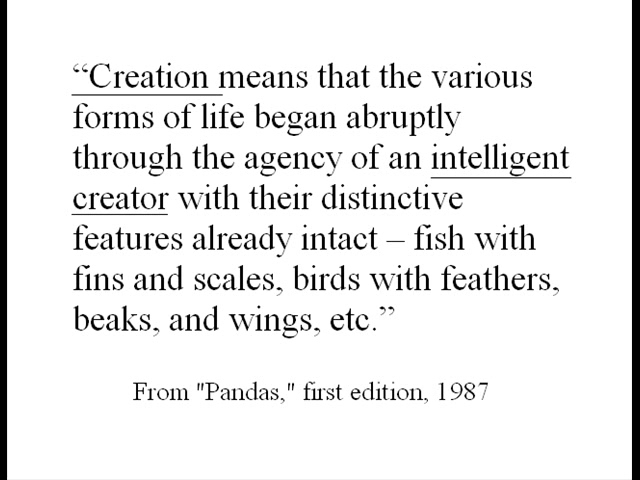 “Creation means that the various
forms of life began abruptly
through the agency of an intelligent
creator with their distinctive
features already intact – fish with
fins and scales, birds with feathers,
beaks, and wings, etc.”
From "Pandas," first edition, 1987